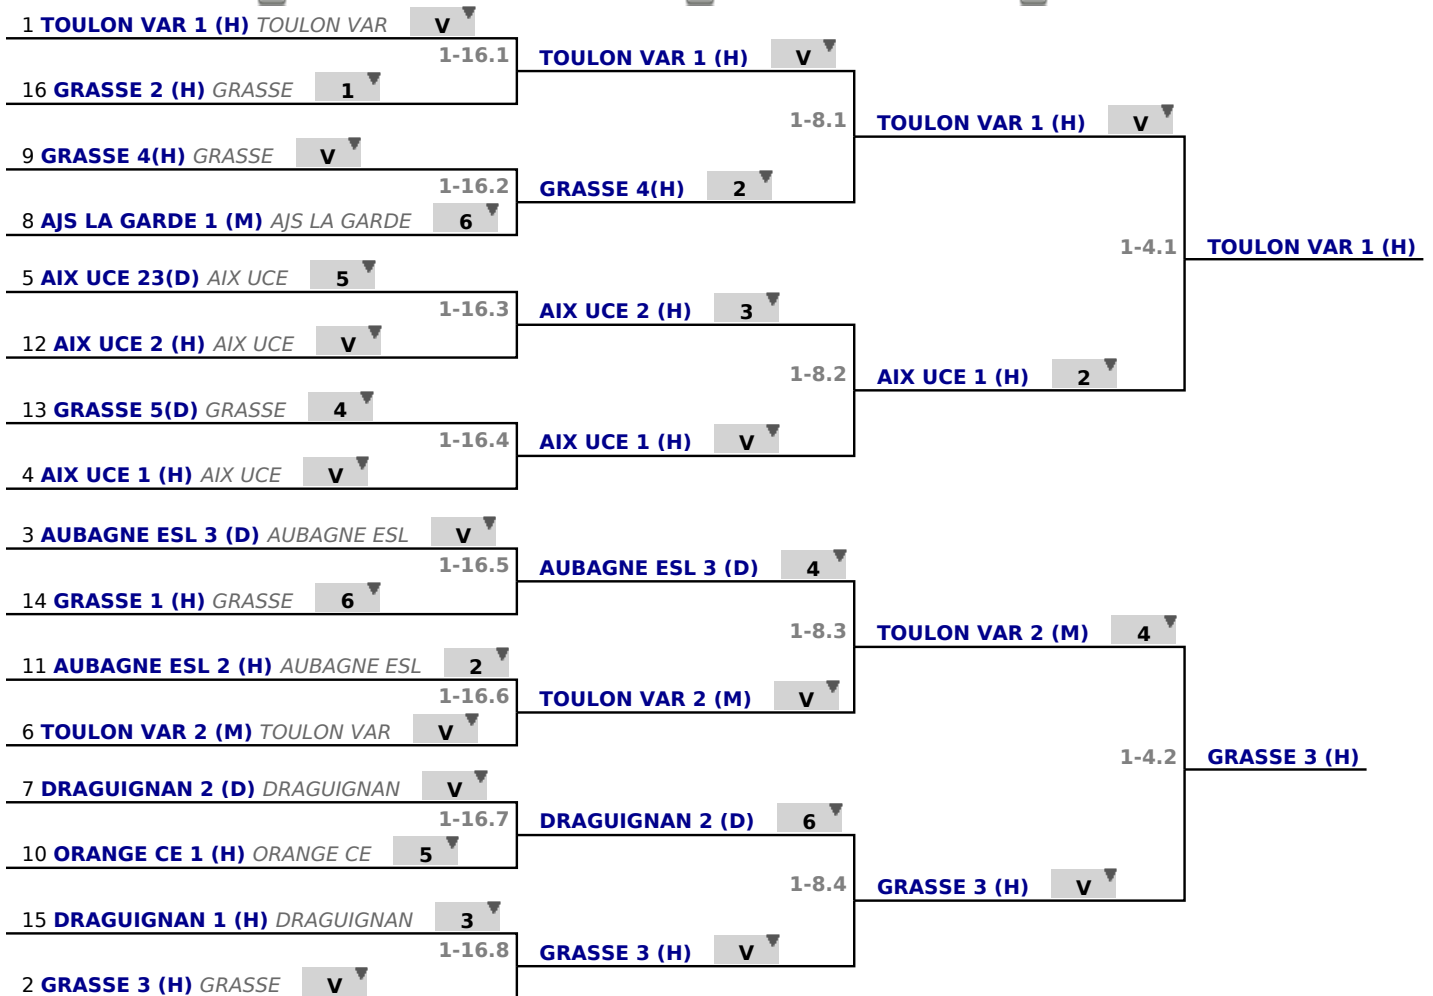 1 TOULON VAR 1 (H) TOULON VAR V
1-16.1
16 GRASSE 2 (H) GRASSE 1
9 GRASSE 4(H) GRASSE V
1-16.2
8 AJS LA GARDE 1 (M) AJS LA GARDE 6
5 AIX UCE 23(D) AIX UCE 5
1-16.3
12 AIX UCE 2 (H) AIX UCE V
13 GRASSE 5(D) GRASSE 4
1-16.4
4 AIX UCE 1 (H) AIX UCE V
3 AUBAGNE ESL 3 (D) AUBAGNE ESL V
1-16.5
14 GRASSE 1 (H) GRASSE 6
11 AUBAGNE ESL 2 (H) AUBAGNE ESL 2
1-16.6
6 TOULON VAR 2 (M) TOULON VAR V
7 DRAGUIGNAN 2 (D) DRAGUIGNAN V
1-16.7
10 ORANGE CE 1 (H) ORANGE CE 5
15 DRAGUIGNAN 1 (H) DRAGUIGNAN 3
1-16.8
2 GRASSE 3 (H) GRASSE V
TOULON VAR 1 (H) V
1-8.1
GRASSE 4(H) 2
AIX UCE 2 (H) 3
1-8.2
AIX UCE 1 (H) V
AUBAGNE ESL 3 (D) 4
1-8.3
TOULON VAR 2 (M) V
DRAGUIGNAN 2 (D) 6
1-8.4
GRASSE 3 (H) V
TOULON VAR 1 (H) V
1-4.1
AIX UCE 1 (H) 2
TOULON VAR 2 (M) 4
1-4.2
GRASSE 3 (H) V
TOULON VAR 1 (H)
GRASSE 3 (H)